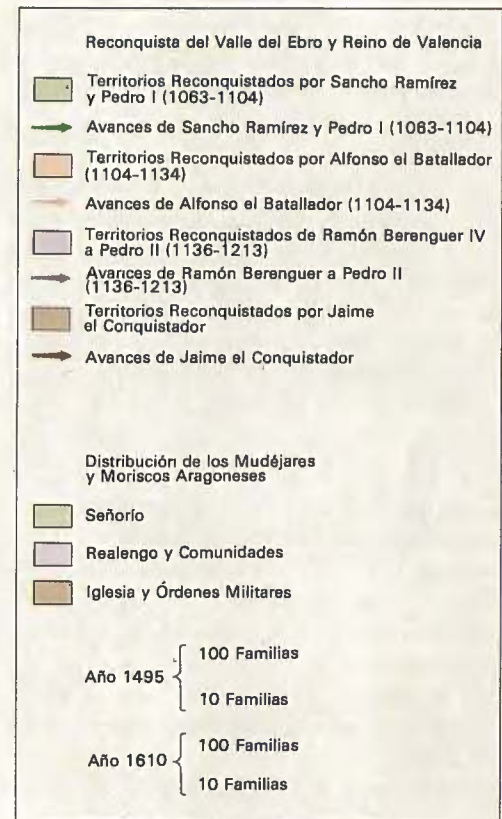 Reconquista del Valle del Ebro y Reino de Valencia
Territorios Reconquistados por Sancho Ramírez
y Pedro I (1063-1104)
Avances de Sancho Ramírez y Pedro I (1063-1104)
Territorios Reconquistedos por Alfonso el Batallador
(1104-1134)
Avances de Alfonso el Batallador (1104-1134)
Territorios Reconquistados de Ramón Berenguer IV
a Pedro II (1136-1213)
Avances de Ramón Berenguer a Pedro II
(1136-1213)
Territorios Reconquistados por Jaime
el Conquistador
Avances de Jaime el Conquistador
Distribución de los Mudéjares
y Moriscos Aragoneses
Señorío
Realengo y Comunidades
Iglesia y Órdenes Militares
Año 1495
100 Familias
10 Familias
Año 1610
100 Familias
10 Familias